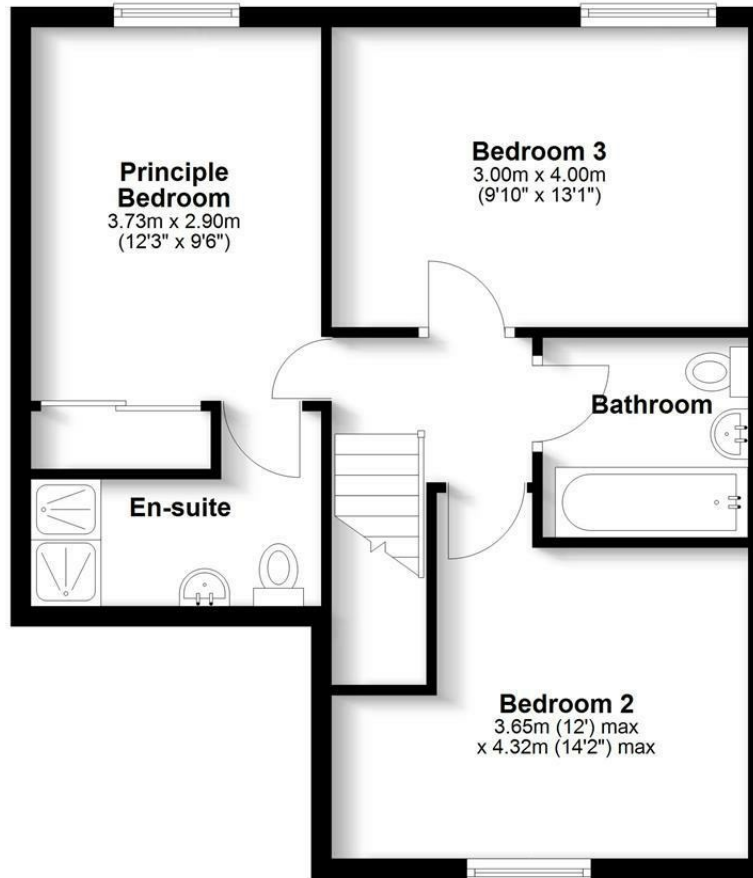 Principle
Bedroom
3.73m x 2.90m
(12'3" x 9'6")
Bedroom 3
3.00m x 4.00m
(9'10" x 13'1")
Bathroom
En-suite
Bedroom 2
3.65m (12') max
x 4.32m (14'2") max